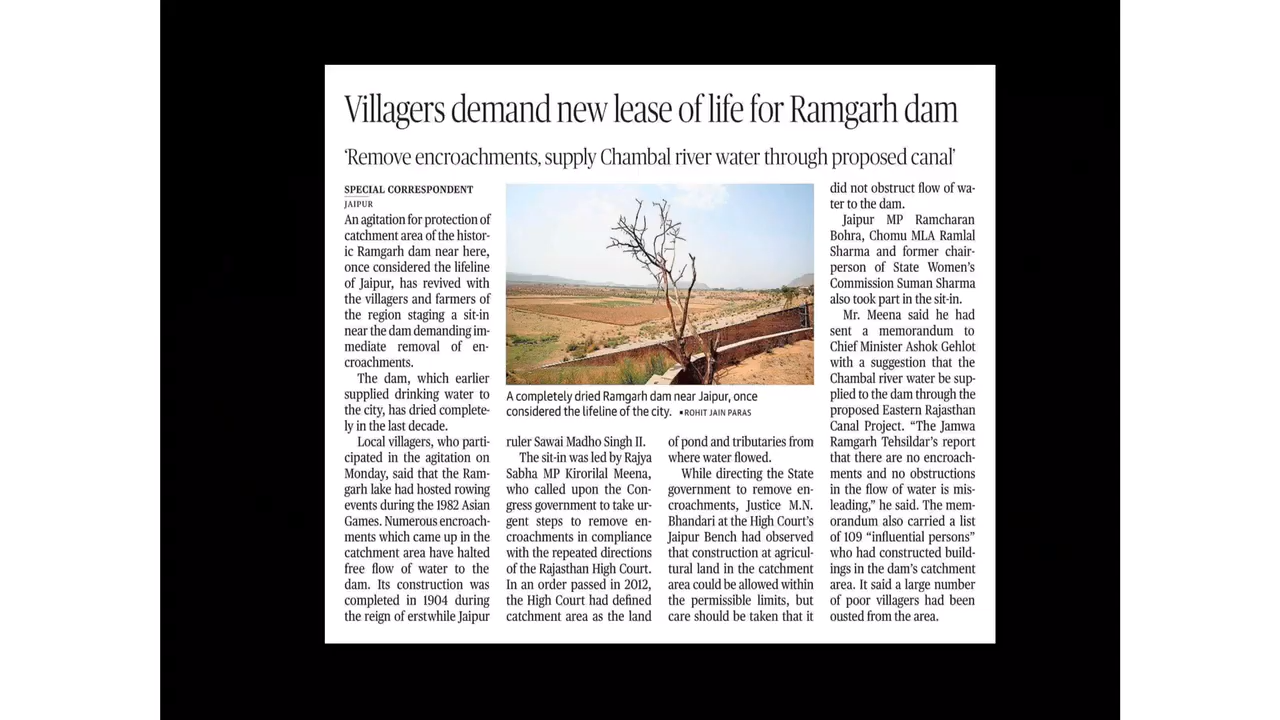 Villagers demand new lease of life for Ramgarh dam
‘Remove encroachments, supply Chambal river water through proposed canal’
SPECIAL CORRESPONDENT
JAIPUR
An agitation for protection of
catchment area of the histor-
ic Ramgarh dam near here,
once considered the lifeline
of Jaipur, has revived with
the villagers and farmers of
the region staging a sit-in
near the dam demanding im-
mediate removal of en-
croachments.
The dam, which earlier
supplied drinking water to
the city, has dried complete-
ly in the last decade.
Local villagers, who parti-
cipated in the agitation on
Monday, said that the Ram-
garh lake had hosted rowing
events during the 1982 Asian
Games. Numerous encroach-
ments which came up in the
catchment area have halted
free flow of water to the
dam. Its construction was
completed in 1904 during
the reign of erstwhile Jaipur
A completely dried Ramgarh dam near Jaipur, once
considered the lifeline of the city. ▪ROHIT JAIN PARAS
ruler Sawai Madho Singh II.
The sit-in was led by Rajya
Sabha MP Kirorilal Meena,
who called upon the Con-
gress government to take ur-
gent steps to remove en-
croachments in compliance
with the repeated directions
of the Rajasthan High Court.
In an order passed in 2012,
the High Court had defined
catchment area as the land
of pond and tributaries from
where water flowed.
While directing the State
government to remove en-
croachments, Justice M.N.
Bhandari at the High Court’s
Jaipur Bench had observed
that construction at agricul-
tural land in the catchment
area could be allowed within
the permissible limits, but
care should be taken that it
did not obstruct flow of wa-
ter to the dam.
Jaipur MP Ramcharan
Bohra, Chomu MLA Ramlal
Sharma and former chair-
person of State Women’s
Commission Suman Sharma
also took part in the sit-in.
Mr. Meena said he had
sent a memorandum to
Chief Minister Ashok Gehlot
with a suggestion that the
Chambal river water be sup-
plied to the dam through the
proposed Eastern Rajasthan
Canal Project. “The Jamwa
Ramgarh Tehsildar’s report
that there are no encroach-
ments and no obstructions
in the flow of water is mis-
leading,” he said. The mem-
orandum also carried a list
of 109 “influential persons”
who had constructed build-
ings in the dam’s catchment
area. It said a large number
of poor villagers had been
ousted from the area.